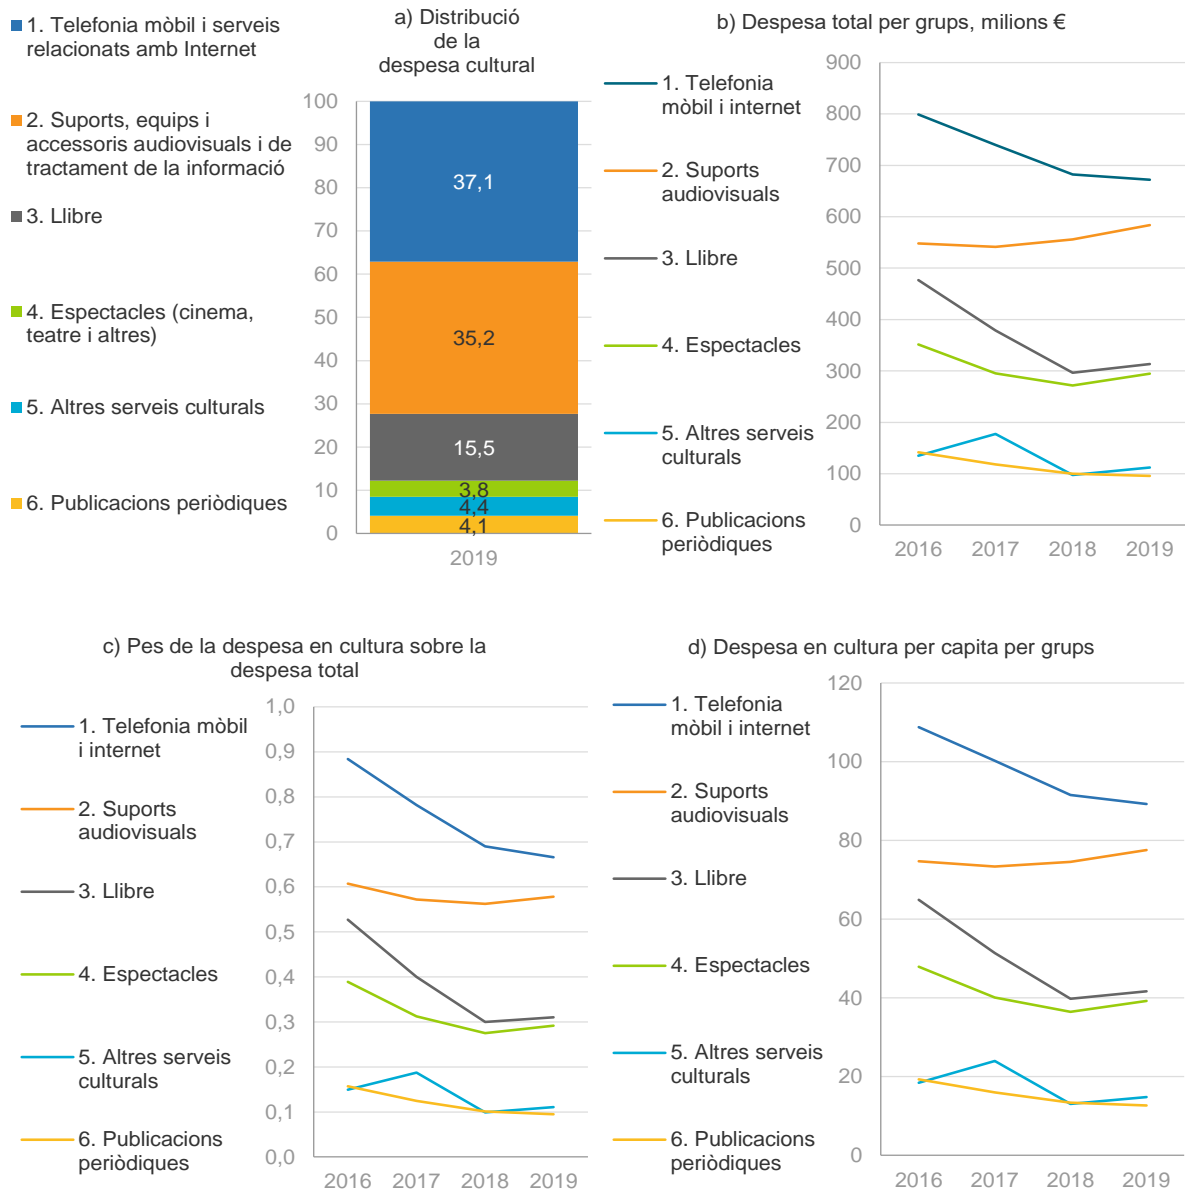 1. Telefonia mòbil i serveis
relacionats amb Internet
2. Suports, equips i
accessoris audiovisuals i de
tractament de la informació
3. Llibre
4. Espectacles (cinema,
teatre i altres)
5. Altres serveis culturals
6. Publicacions periòdiques
a) Distribució
de la
despesa cultural
100
90
80
70
60
50
40
30
20
10
0
37,1
35,2
15,5
3,8
4,4
4,1
2019
b) Despesa total per grups, milions €
1. Telefonia
mòbil i internet
2. Suports
audiovisuals
3. Llibre
4. Espectacles
5. Altres serveis
culturals
6. Publicacions
periòdiques
900
800
700
600
500
400
300
200
100
0
2016 2017 2018 2019
c) Pes de la despesa en cultura sobre la
despesa total
1. Telefonia mòbil
i internet
2. Suports
audiovisuals
3. Llibre
4. Espectacles
5. Altres serveis
culturals
6. Publicacions
periòdiques
1,0
0,9
0,8
0,7
0,6
0,5
0,4
0,3
0,2
0,1
0,0
2016 2017 2018 2019
d) Despesa en cultura per capita per grups
1. Telefonia
mòbil i internet
2. Suports
audiovisuals
3. Llibre
4. Espectacles
5. Altres serveis
culturals
6. Publicacions
periòdiques
120
100
80
60
40
20
0
2016 2017 2018 2019